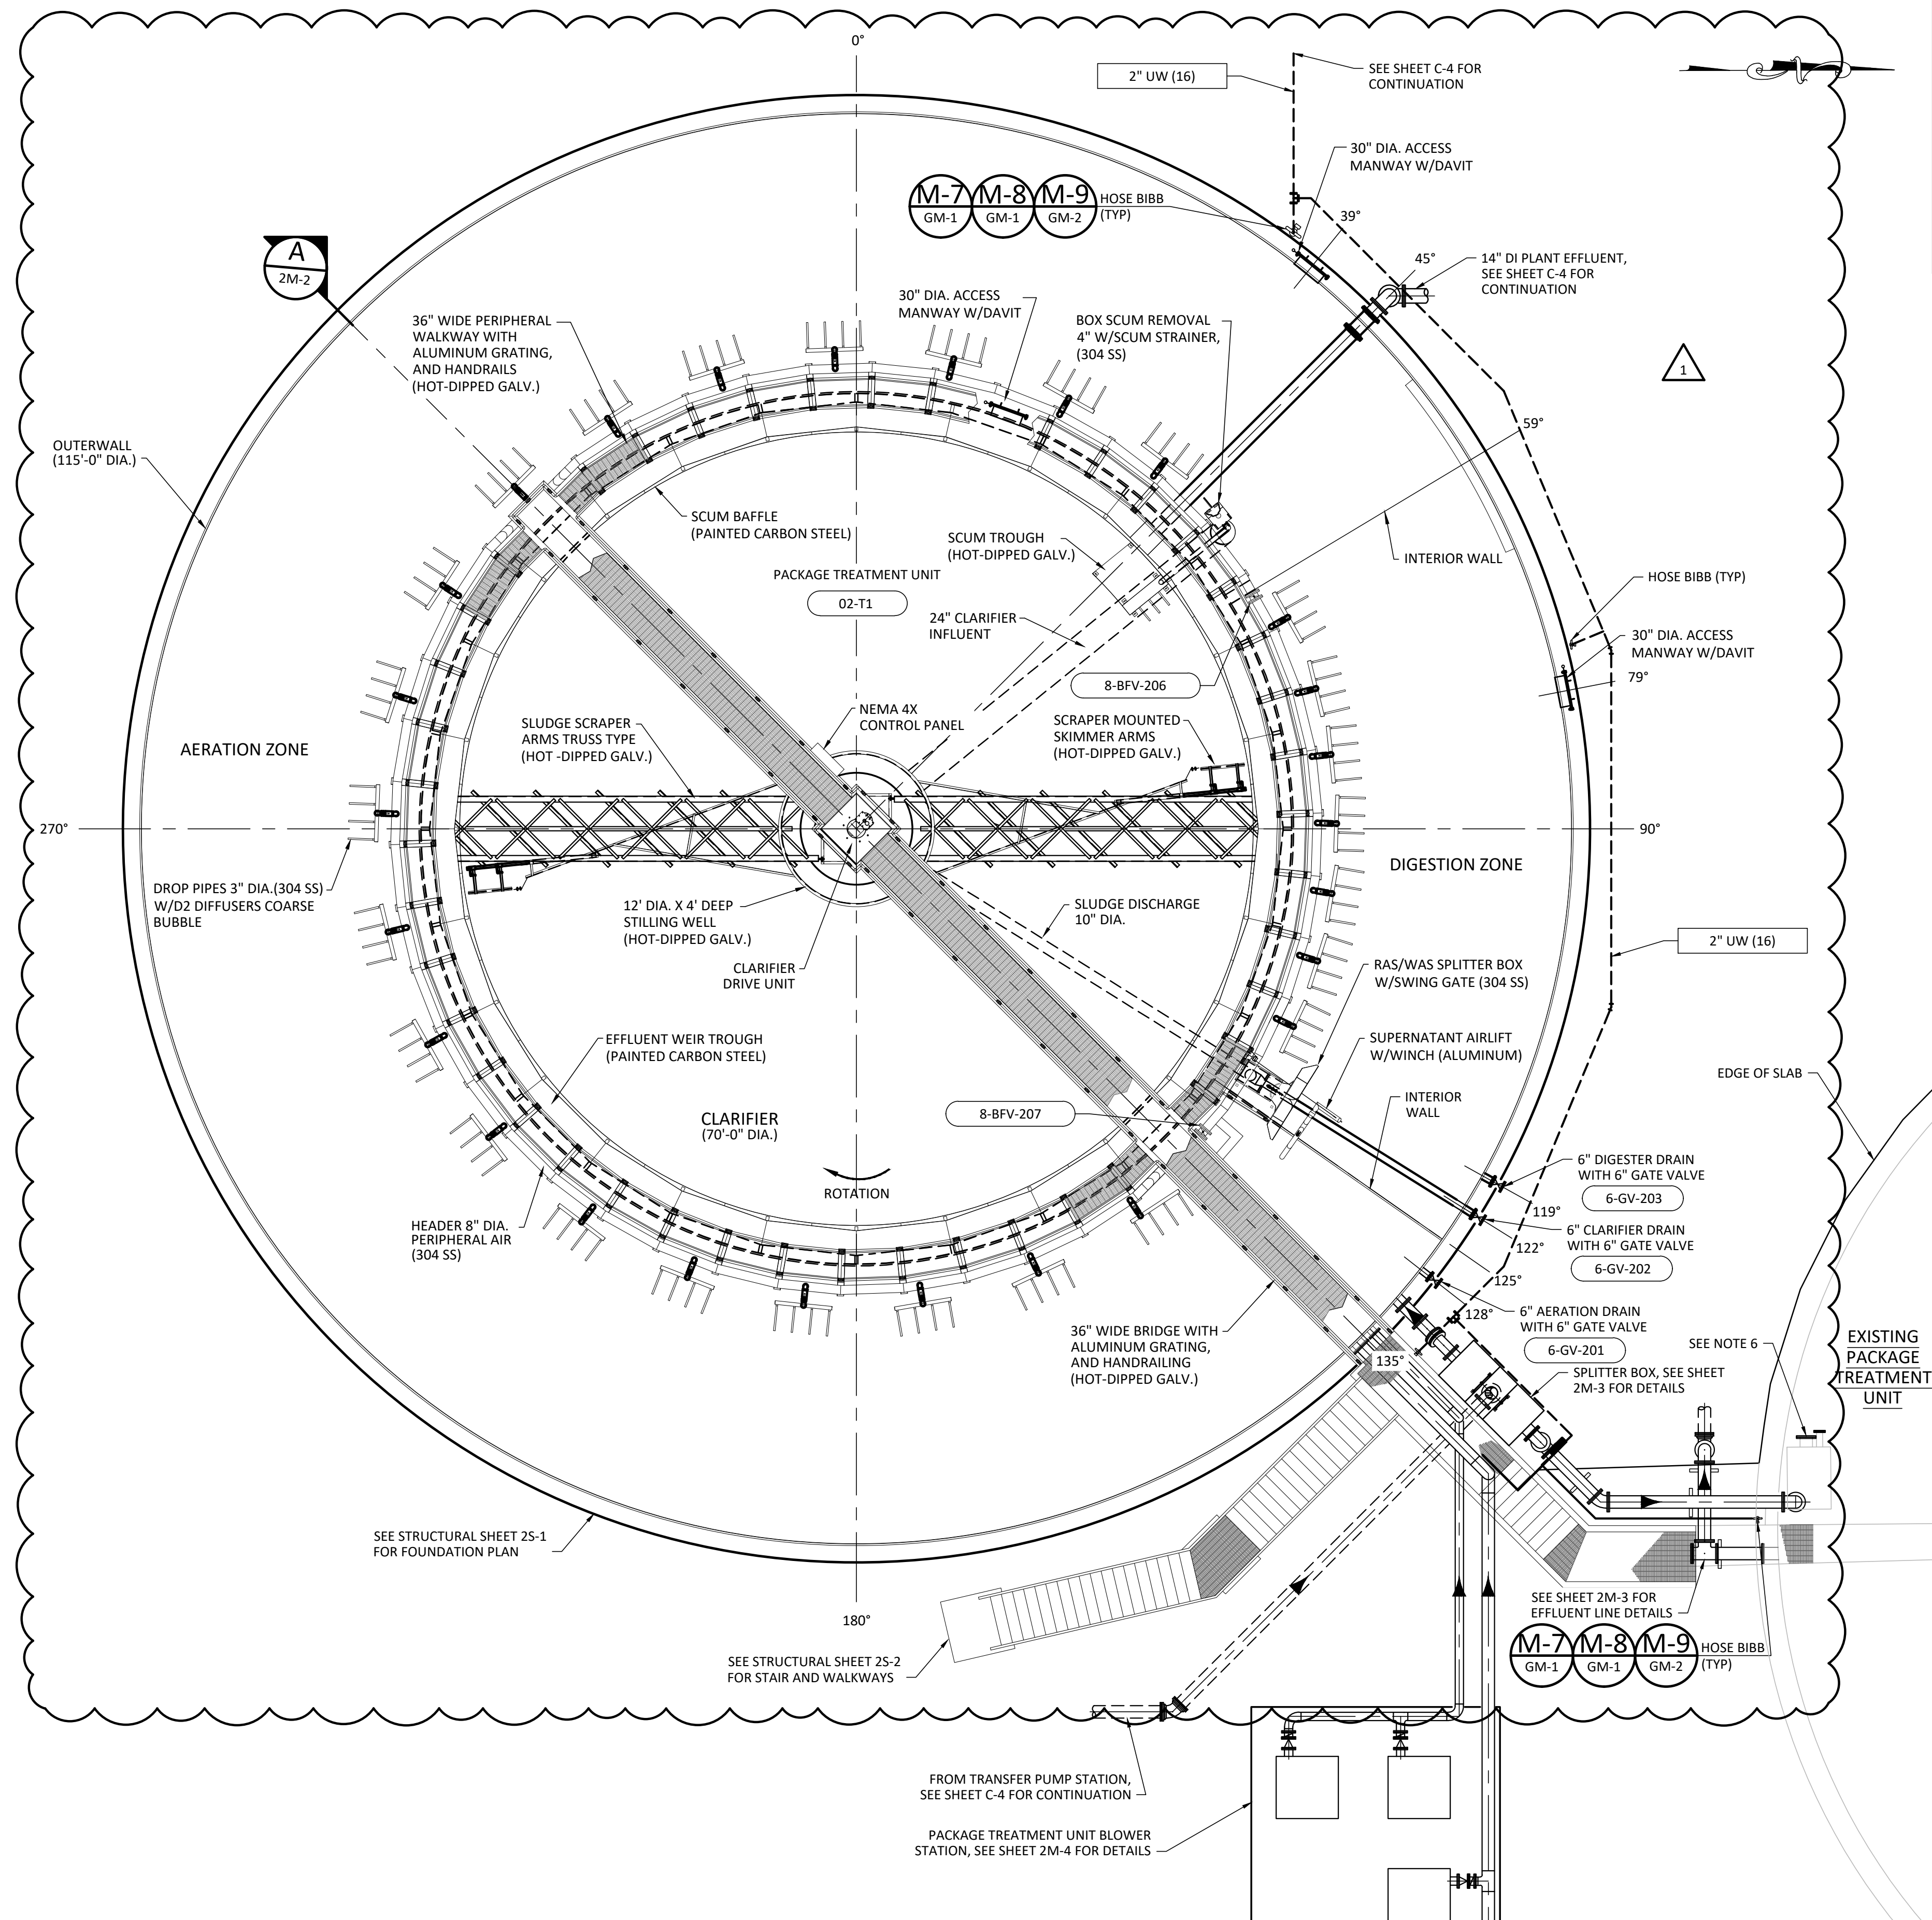 0°
2" UW (16)
SEE SHEET C-4 FOR
CONTINUATION
30" DIA. ACCESS
MANWAY W/DAVIT
M-7
GM-1
M-8
GM-1
M-9
GM-2
HOSE BIBB
(TYP)
39°
45°
14" DI PLANT EFFLUENT,
SEE SHEET C-4 FOR
CONTINUATION
A
2M-2
36" WIDE PERIPHERAL
WALKWAY WITH
ALUMINUM GRATING,
AND HANDRAILS
(HOT-DIPPED GALV.)
30" DIA. ACCESS
MANWAY W/DAVIT
BOX SCUM REMOVAL
4" W/SCUM STRAINER,
(304 SS)
1
59°
OUTERWALL
(115'-0" DIA.)
SCUM BAFFLE
(PAINTED CARBON STEEL)
SCUM TROUGH
(HOT-DIPPED GALV.)
INTERIOR WALL
PACKAGE TREATMENT UNIT
02-T1
HOSE BIBB (TYP)
24" CLARIFIER
INFLUENT
30" DIA. ACCESS
MANWAY W/DAVIT
79°
8-BFV-206
NEMA 4X
CONTROL PANEL
SLUDGE SCRAPER
ARMS TRUSS TYPE
(HOT -DIPPED GALV.)
SCRAPER MOUNTED
SKIMMER ARMS
(HOT-DIPPED GALV.)
AERATION ZONE
270°
90°
DIGESTION ZONE
DROP PIPES 3" DIA.(304 SS)
W/D2 DIFFUSERS COARSE
BUBBLE
12' DIA. X 4' DEEP
STILLING WELL
(HOT-DIPPED GALV.)
SLUDGE DISCHARGE
10" DIA.
2" UW (16)
CLARIFIER
DRIVE UNIT
RAS/WAS SPLITTER BOX
W/SWING GATE (304 SS)
EFFLUENT WEIR TROUGH
(PAINTED CARBON STEEL)
SUPERNATANT AIRLIFT
W/WINCH (ALUMINUM)
EDGE OF SLAB
CLARIFIER
(70'-0" DIA.)
8-BFV-207
INTERIOR
WALL
ROTATION
6" DIGESTER DRAIN
WITH 6" GATE VALVE
6-GV-203
119°
HEADER 8" DIA.
PERIPHERAL AIR
(304 SS)
6" CLARIFIER DRAIN
WITH 6" GATE VALVE
6-GV-202
122°
125°
128°
6" AERATION DRAIN
WITH 6" GATE VALVE
6-GV-201
36" WIDE BRIDGE WITH
ALUMINUM GRATING,
AND HANDRAILING
(HOT-DIPPED GALV.)
135°
SPLITTER BOX, SEE SHEET
2M-3 FOR DETAILS
SEE NOTE 6
EXISTING
PACKAGE
TREATMENT
UNIT
SEE STRUCTURAL SHEET 2S-1
FOR FOUNDATION PLAN
180°
SEE SHEET 2M-3 FOR
EFFLUENT LINE DETAILS
M-7
GM-1
M-8
GM-1
M-9
GM-2
HOSE BIBB
(TYP)
SEE STRUCTURAL SHEET 2S-2
FOR STAIR AND WALKWAYS
FROM TRANSFER PUMP STATION,
SEE SHEET C-4 FOR CONTINUATION
PACKAGE TREATMENT UNIT BLOWER
STATION, SEE SHEET 2M-4 FOR DETAILS